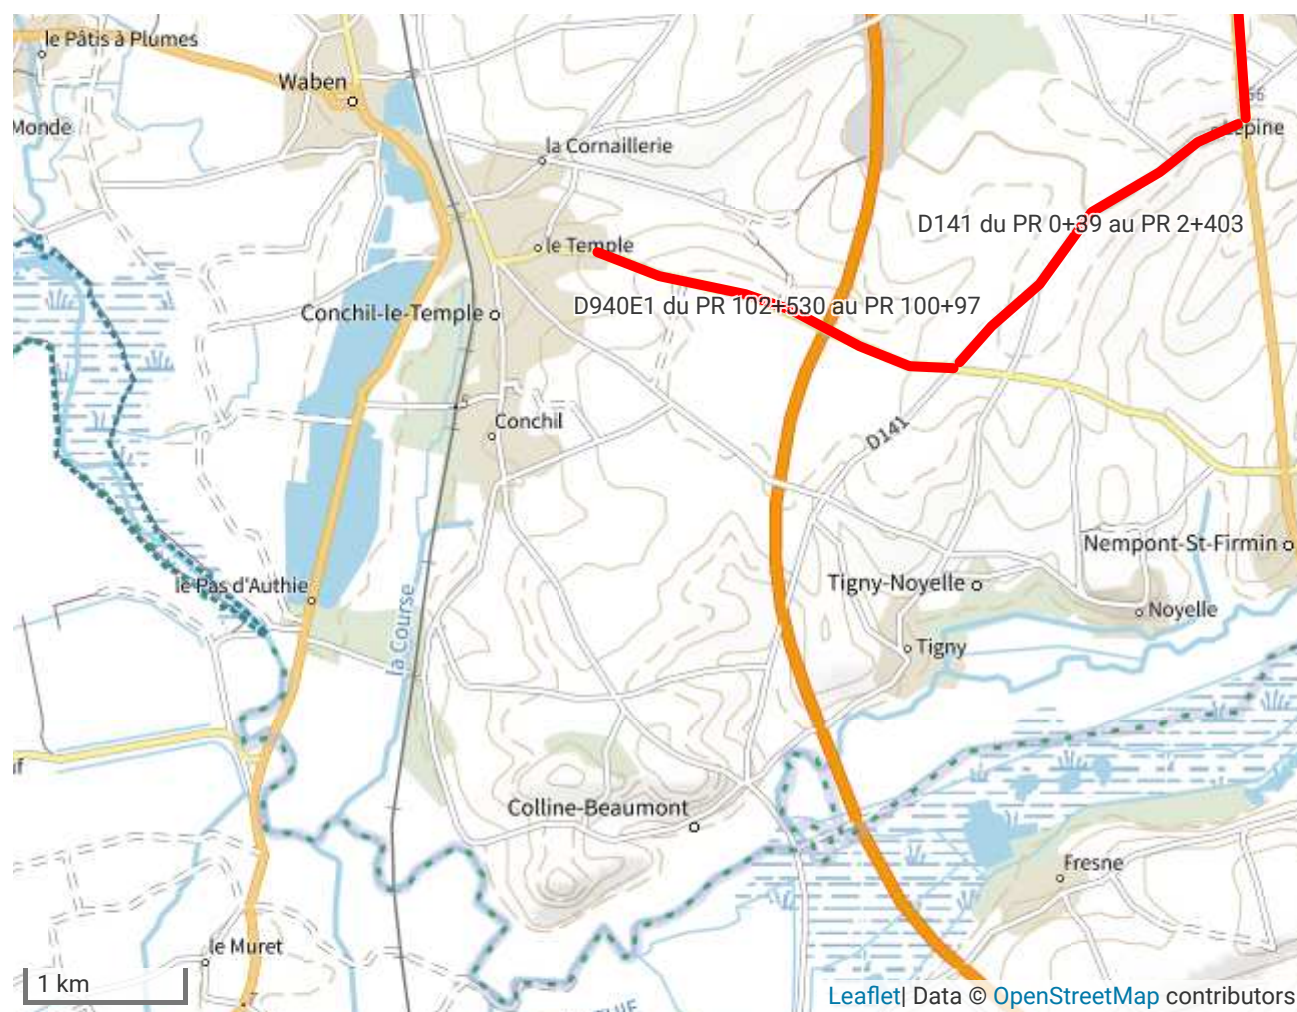 le Pâtis à Plumes
Waben
Monde
la Cornaillerie
Lépine
D141 du PR 0+39 au PR 2+403
le Temple
D940E1 du PR 102+530 au PR 100+97
Conchil-le-Temple
Conchil
D141
Nempont-St-Firmin
Tigny-Noyelle
le Pas d'Authie
Noyelle
la Course
Tigny
Colline-Beaumont
Fresne
le Muret
1 km
Leaflet| Data © OpenStreetMap contributors